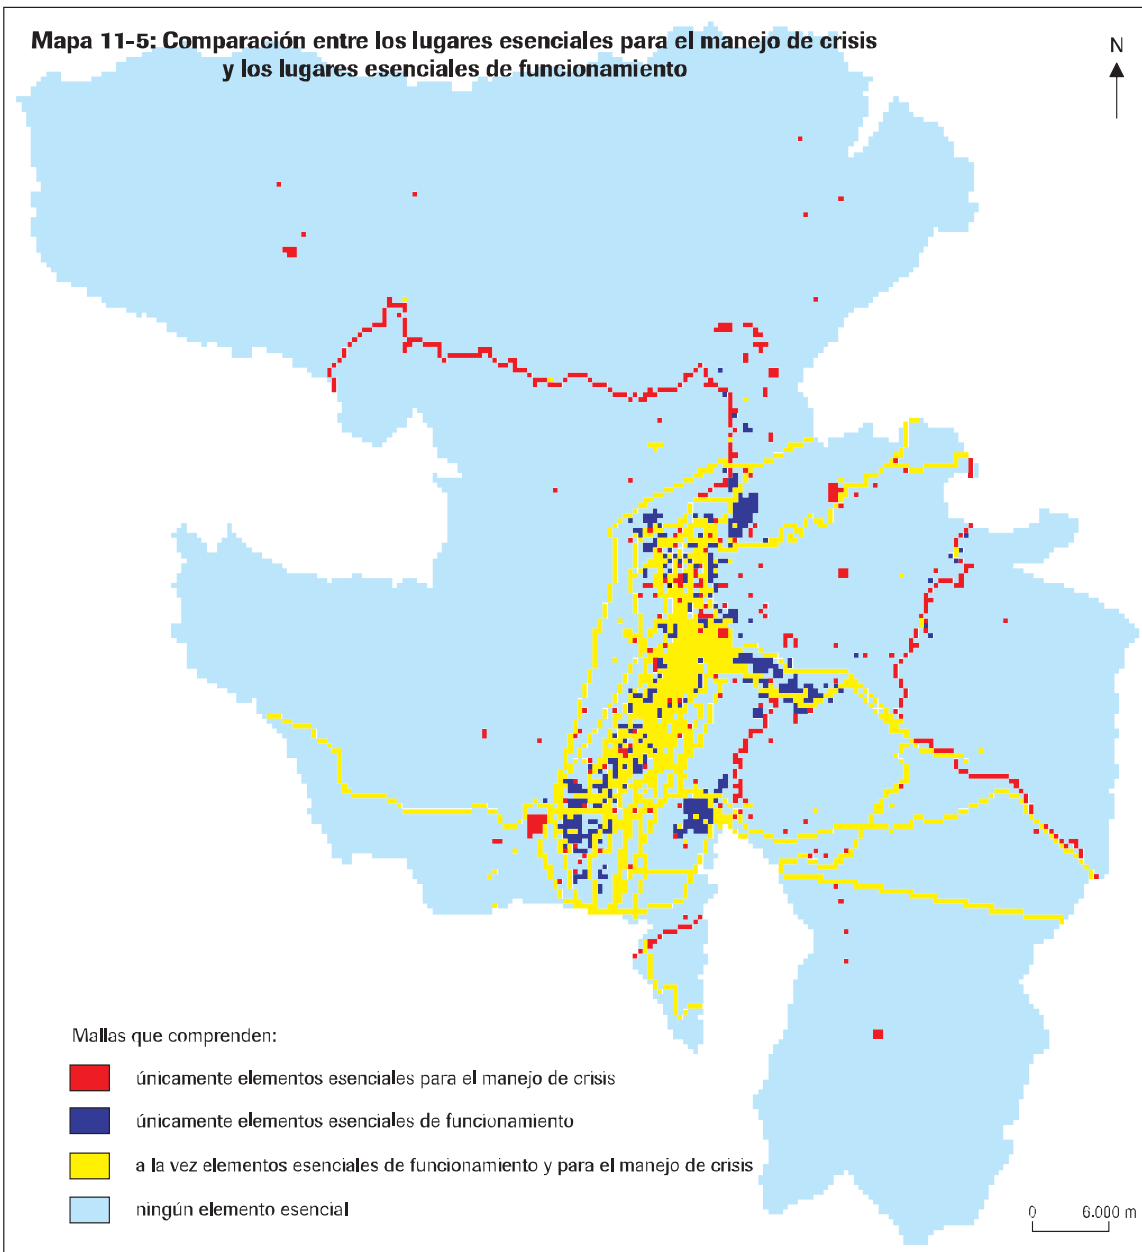 Mapa 11-5: Comparación entre los lugares esenciales para el manejo de crisis
y los lugares esenciales de funcionamiento
N
Mallas que comprenden:
únicamente elementos esenciales para el manejo de crisis
únicamente elementos esenciales de funcionamiento
a la vez elementos esenciales de funcionamiento y para el manejo de crisis
ningún elemento esencial
0 6.000 m